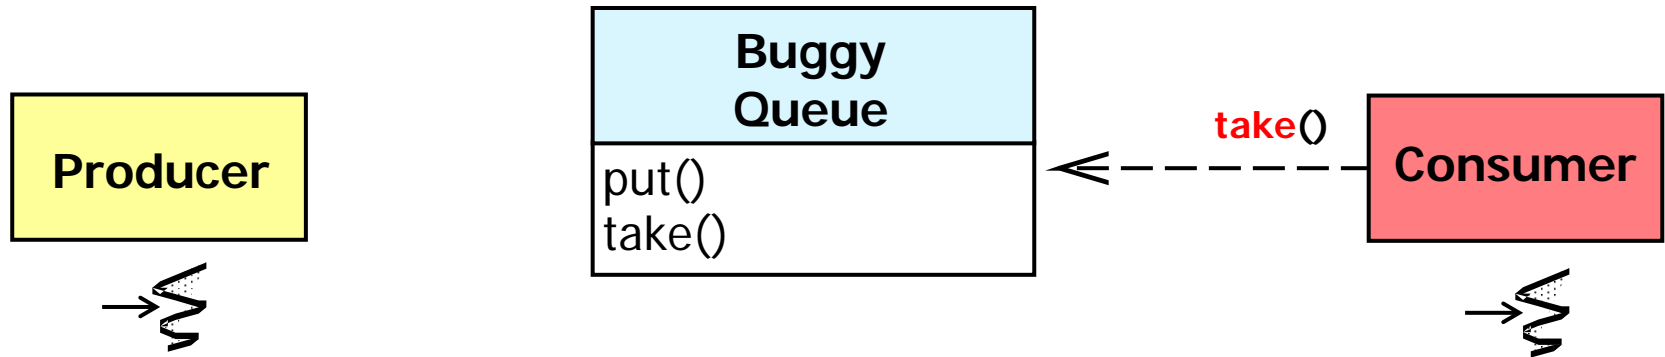 Producer
Buggy
Queue
put()
take()
take()
Consumer